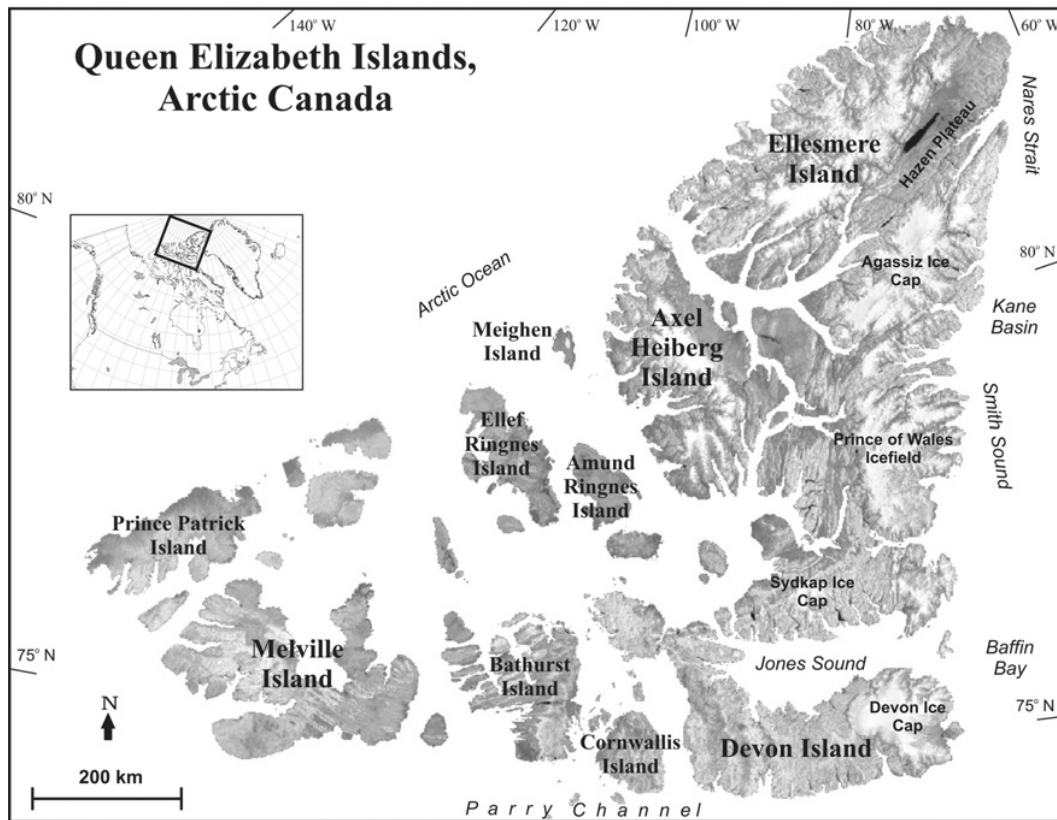 140°W
120°W
100°W
80° W
60° W
Queen Elizabeth Islands,
Arctic Canada
Nares Strait
Hazen Plateau
Ellesmere
Island
80° N
80° N
Agassiz Ice
Cap
Arctic Ocean
Kane
Basin
Meighen
Island
Axel
Heiberg
Island
Smith Sound
Ellef
Ringnes
Island
Amund
Ringnes
Island
Prince of Wales
Icefield
Prince Patrick
Island
Sydkap Ice
Cap
Melville
Island
Bathurst
Island
Jones Sound
Baffin
Bay
75° N
75° N
Devon Ice
Cap
N
Cornwallis
Island
Devon Island
200 km
Parry Channel